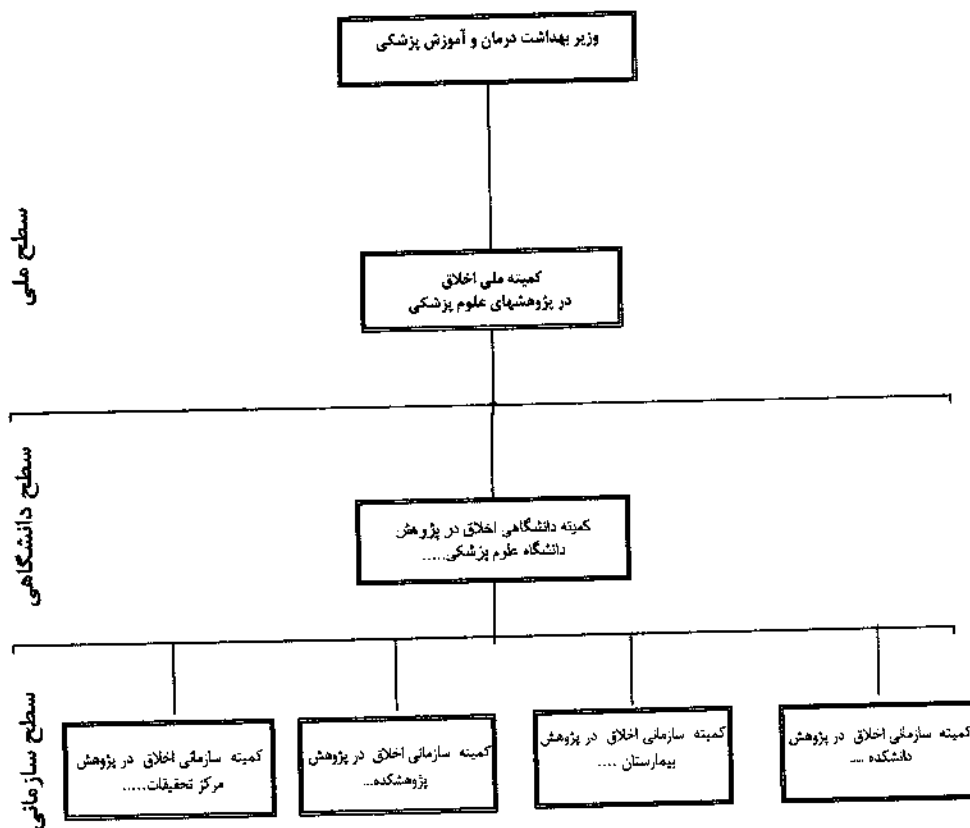 وزیر بهداشت درمان و آموزش پزشکی
سطح ملی
کمیته ملی اخلاق
در پژوهشهای علوم پزشکی
سطح دانشگاهی
کمیته دانشگاهی اخلاق در پژوهش
دانشگاه علوم پزشکی.....
سطح سازمانی
کمیته سازمانی اخلاق در پژوهش
دانشکده ....
کمیته سازمانی اخلاق در پژوهش
بیمارستان ....
کمیته سازمانی اخلاق در پژوهش
پژوهشکده...
کمیته سازمانی اخلاق در پژوهش
مرکز تحقیقات.....